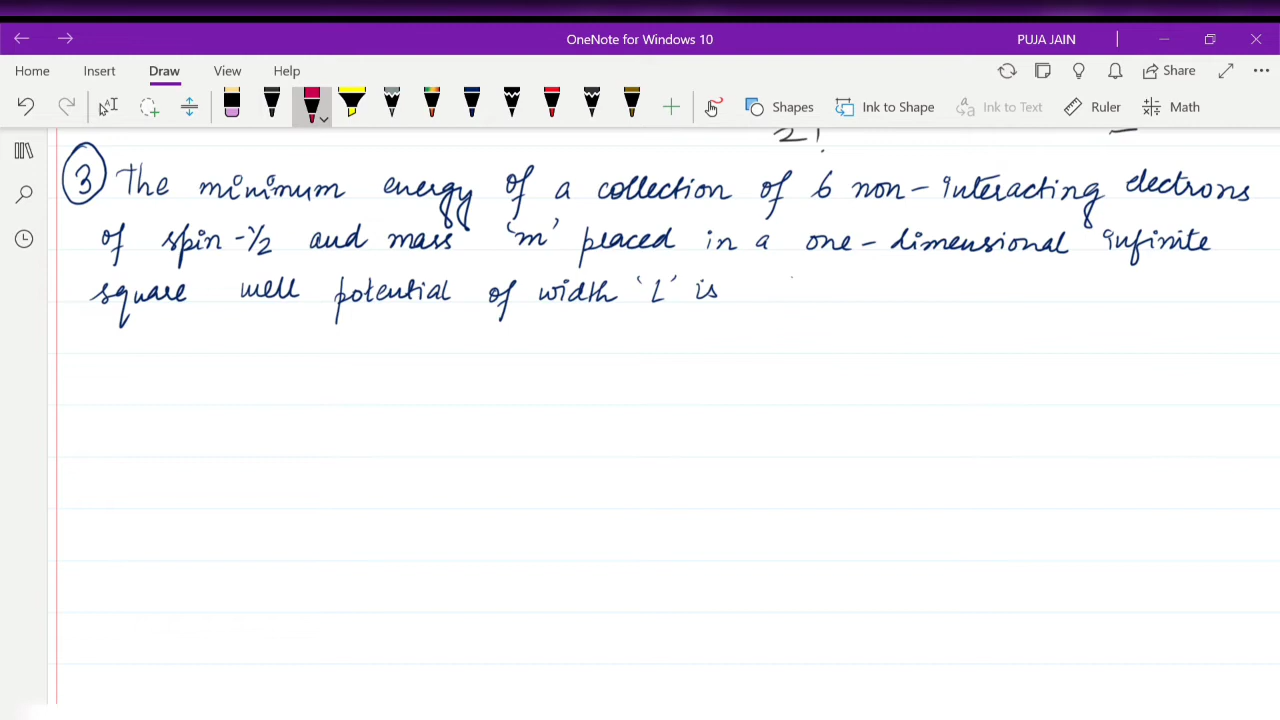 OneNote for Windows 10
PUJA JAIN
Home Insert Draw View Help
Share
Shapes Ink to Shape Ink to Text Ruler Math
2!
③ The minimum energy of a collection of 6 non-interacting electrons
of spin-1/2 and mass 'm' placed in a one-dimensional infinite
square well potential of width 'L' is